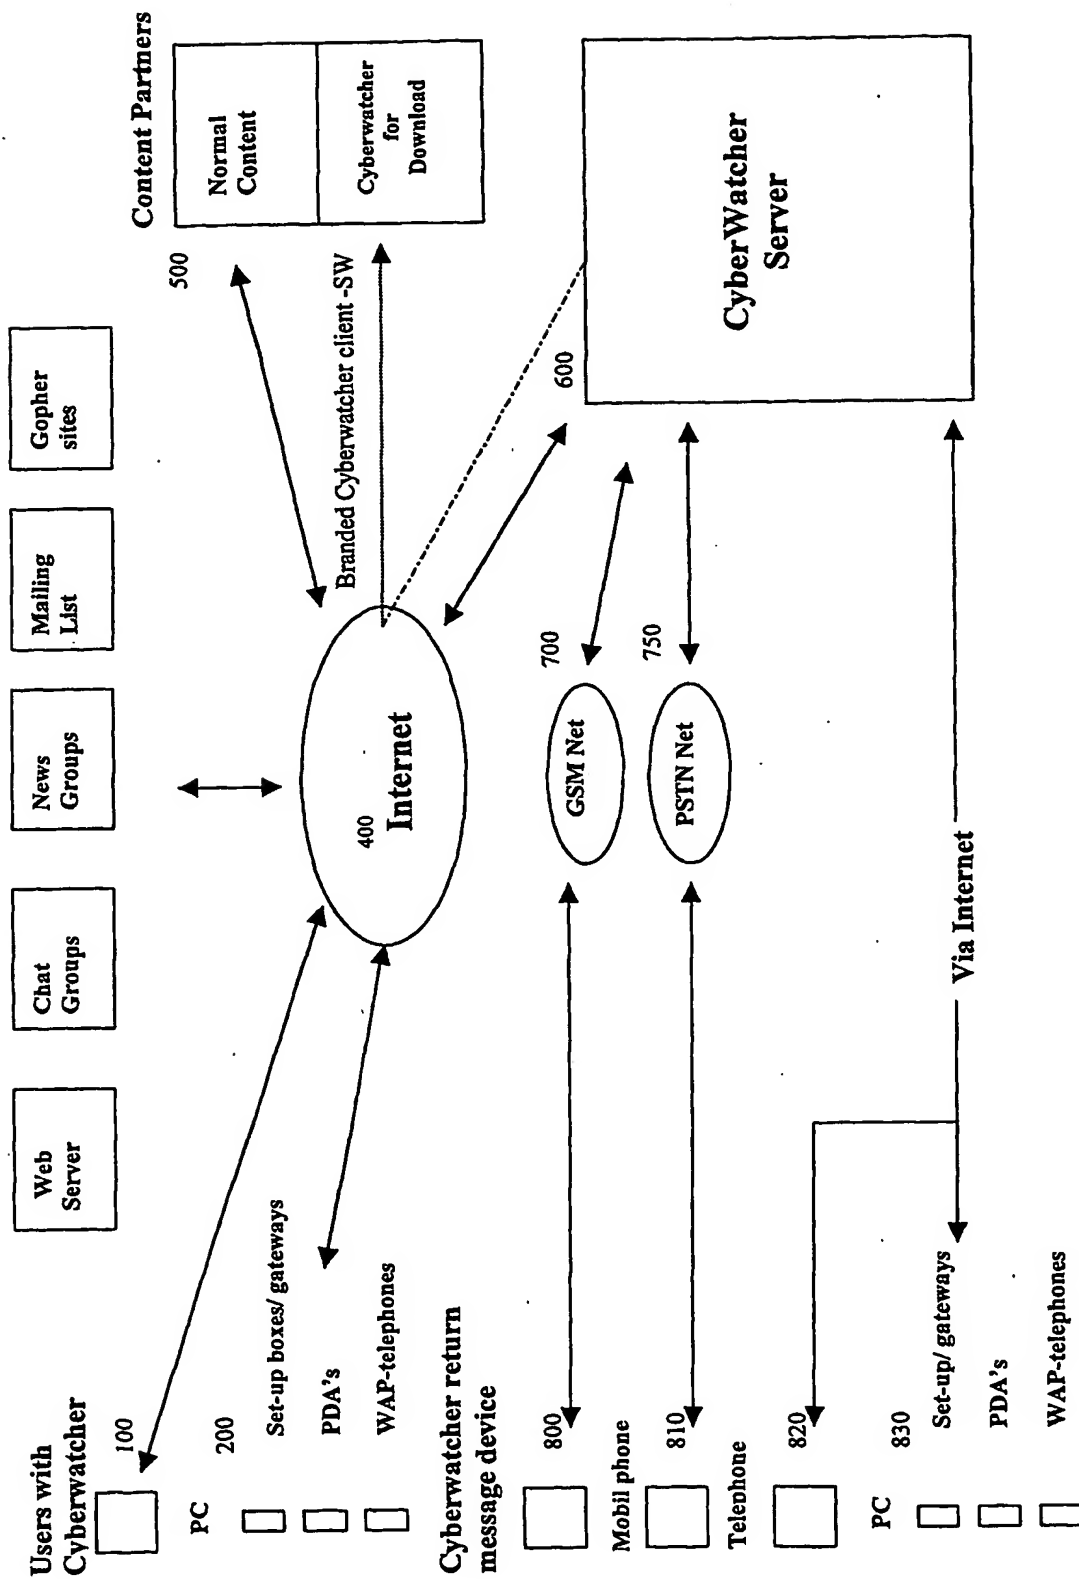 Users with
Cyberwatcher
100
PC
200
Set-up boxes/ gateways
PDA's
WAP-telephones
Web
Server
Chat
Groups
News
Groups
Mailing
List
Gopher
sites
Content Partners
500
Normal
Content
Cyberwatcher
for
Download
400
Internet
Branded Cyberwatcher client -SW
600
CyberWatcher
Server
700
GSM Net
750
PSTN Net
Cyberwatcher return
message device
800
Mobil phone
810
Telephone
820
PC
830
Set-up/ gateways
PDA's
WAP-telephones
Via Internet